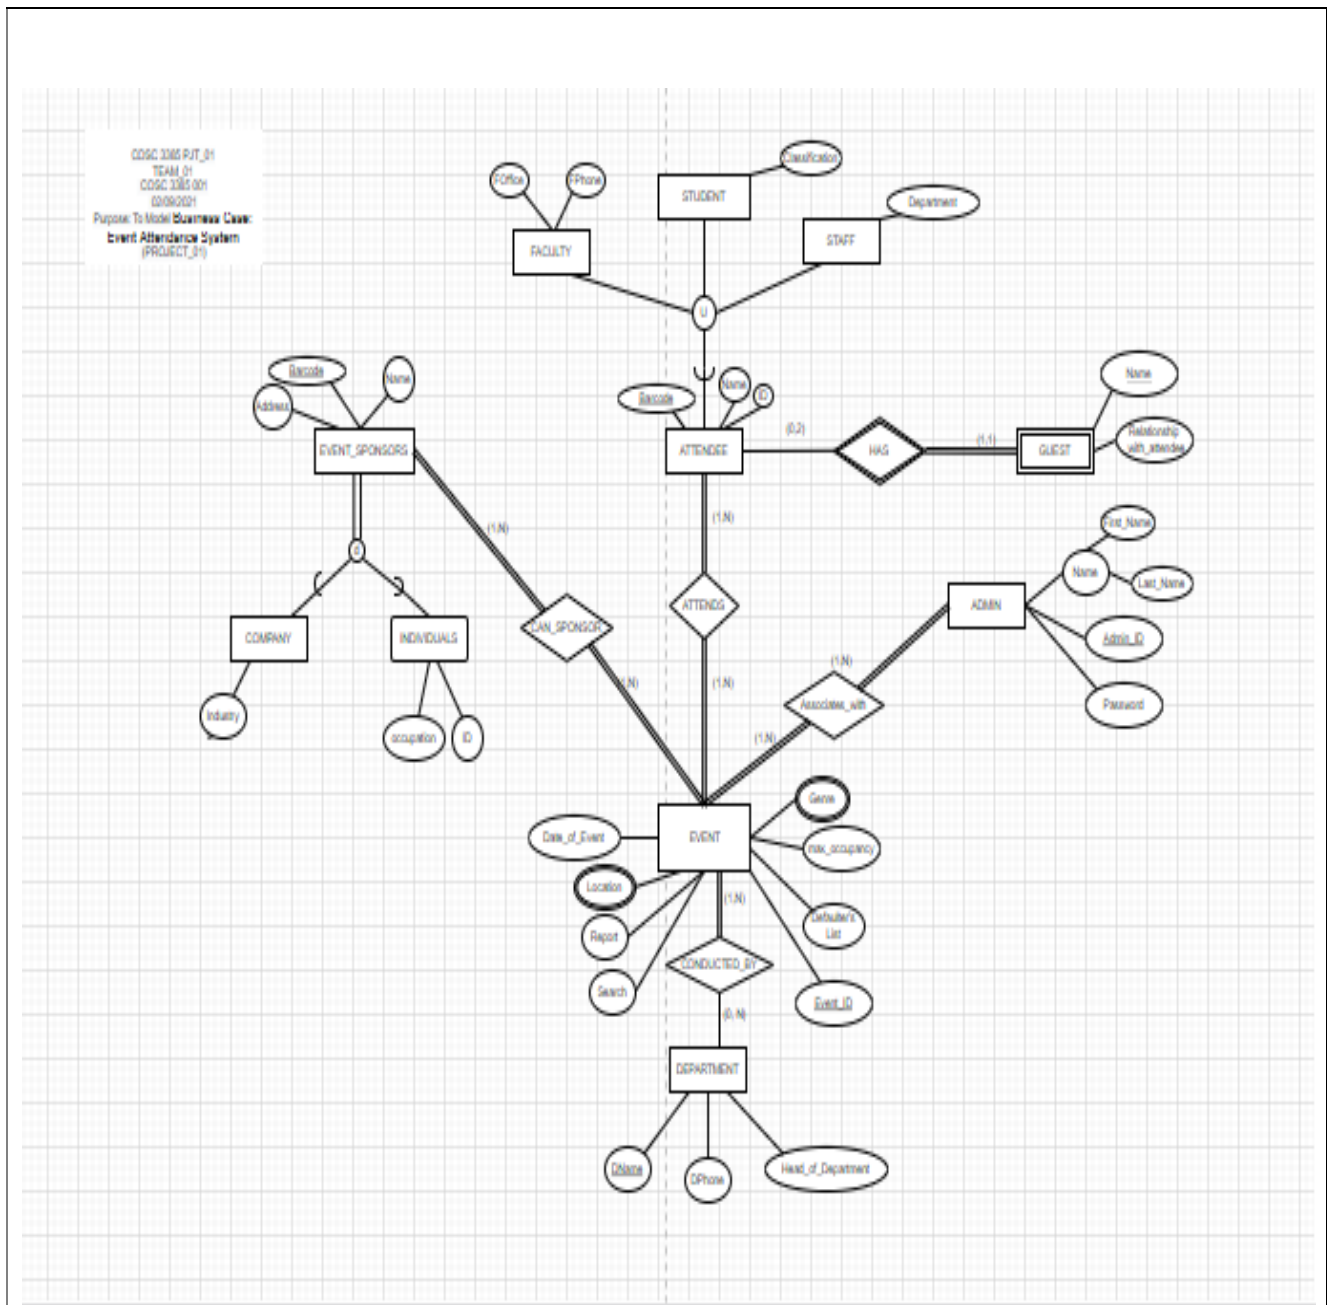 COSC 3385 PJT_01
TEAM_01
COSC 3385 001
02/09/2021
Purpose: To Model Business Case:
Event Attendance System
(PROJECT_01)
Classification
FOffice
FPhone
STUDENT
Department
STAFF
FACULTY
U
Barcode
Name
Address
EVENT_SPONSORS
Barcode
Name
ID
ATTENDEE
(0,2)
HAS
(1,1)
GUEST
Name
Relationship
with_attendee
(1,N)
(1,N)
First_Name
Name
Last_Name
ADMIN
Admin_ID
Password
COMPANY
INDIVIDUALS
Industry
occupation
ID
CAN_SPONSOR
ATTENDS
(1,N)
(1,N)
(1,N)
Associates_with
(1,N)
Genre
Date_of_Event
EVENT
max_occupancy
Location
(1,N)
Defaulter's
List
Report
CONDUCTED_BY
Search
Event_ID
(0, N)
DEPARTMENT
DName
DPhone
Head_of_Department